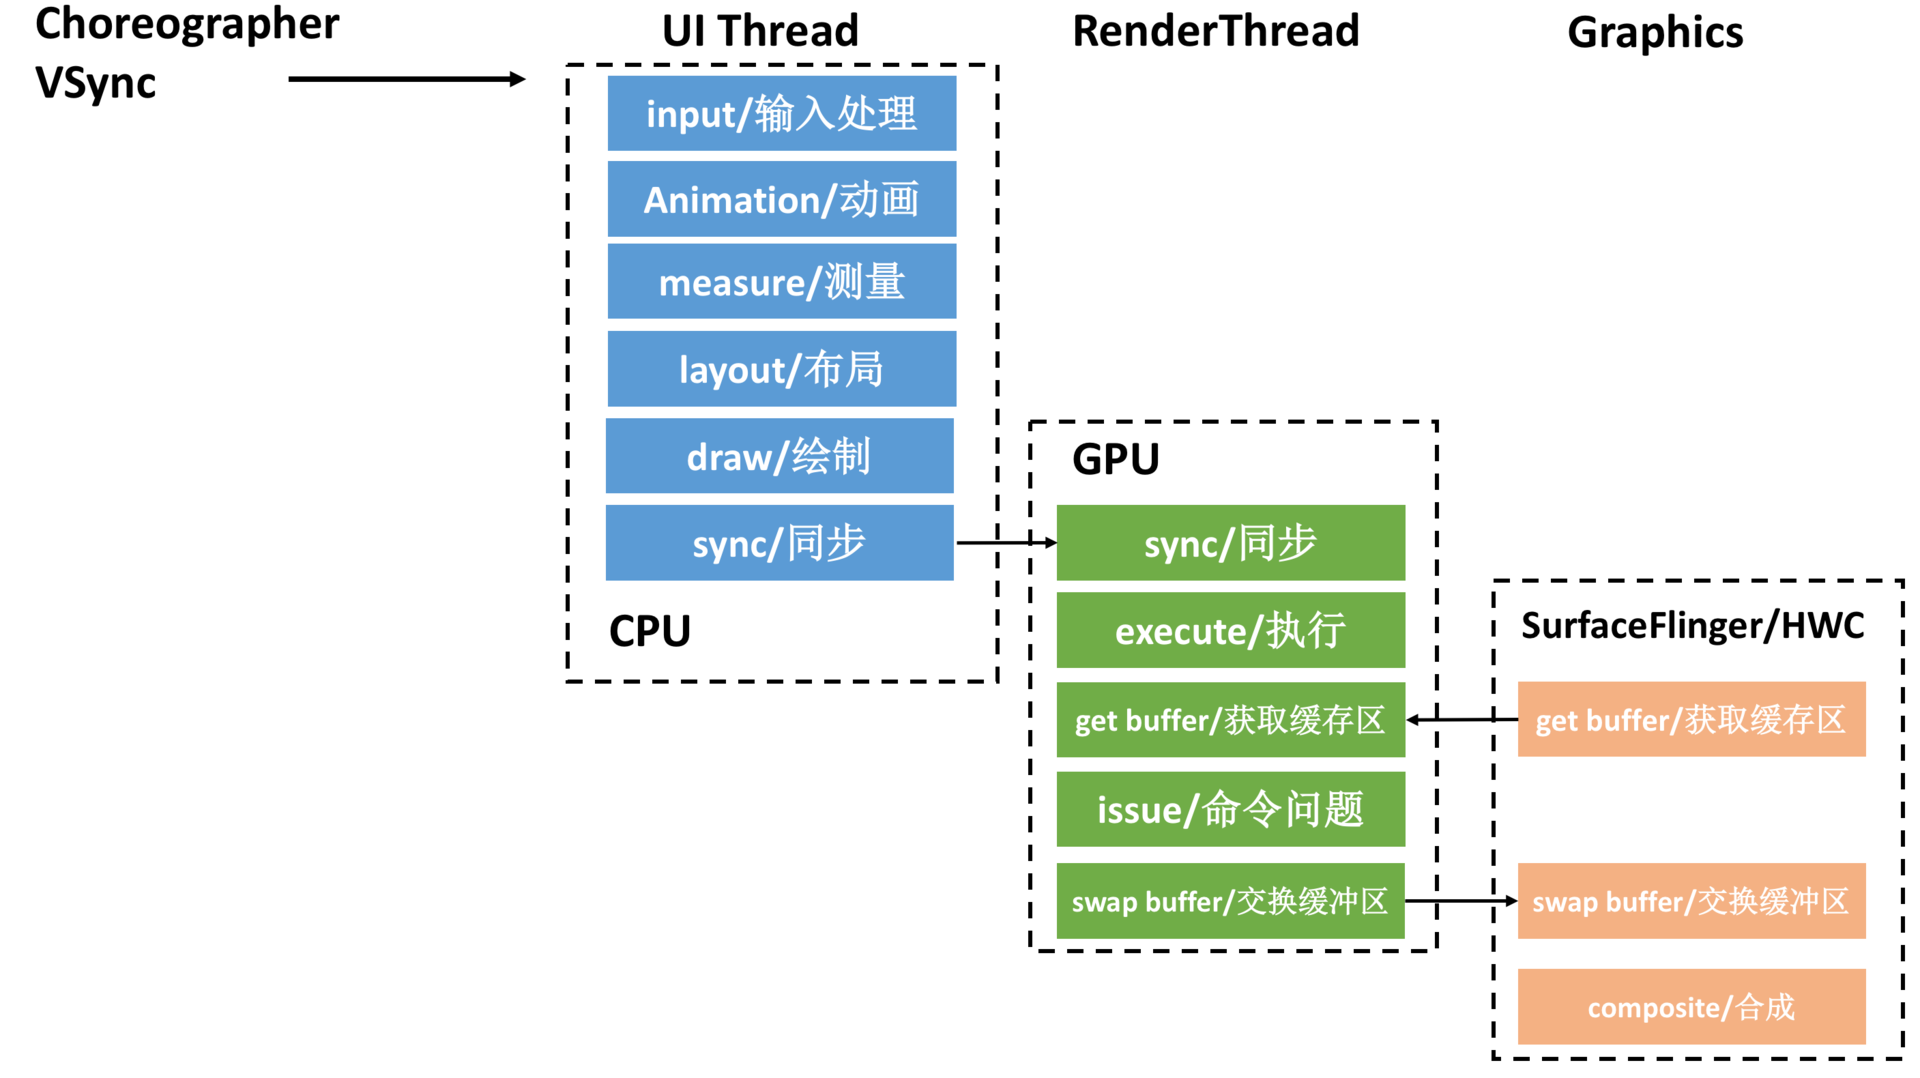 Choreographer
VSync
UI Thread
input/输入处理
Animation/动画
measure/测量
layout/布局
draw/绘制
sync/同步
CPU
RenderThread
GPU
sync/同步
execute/执行
get buffer/获取缓存区
issue/命令问题
swap buffer/交换缓冲区
Graphics
SurfaceFlinger/HWC
get buffer/获取缓存区
swap buffer/交换缓冲区
composite/合成